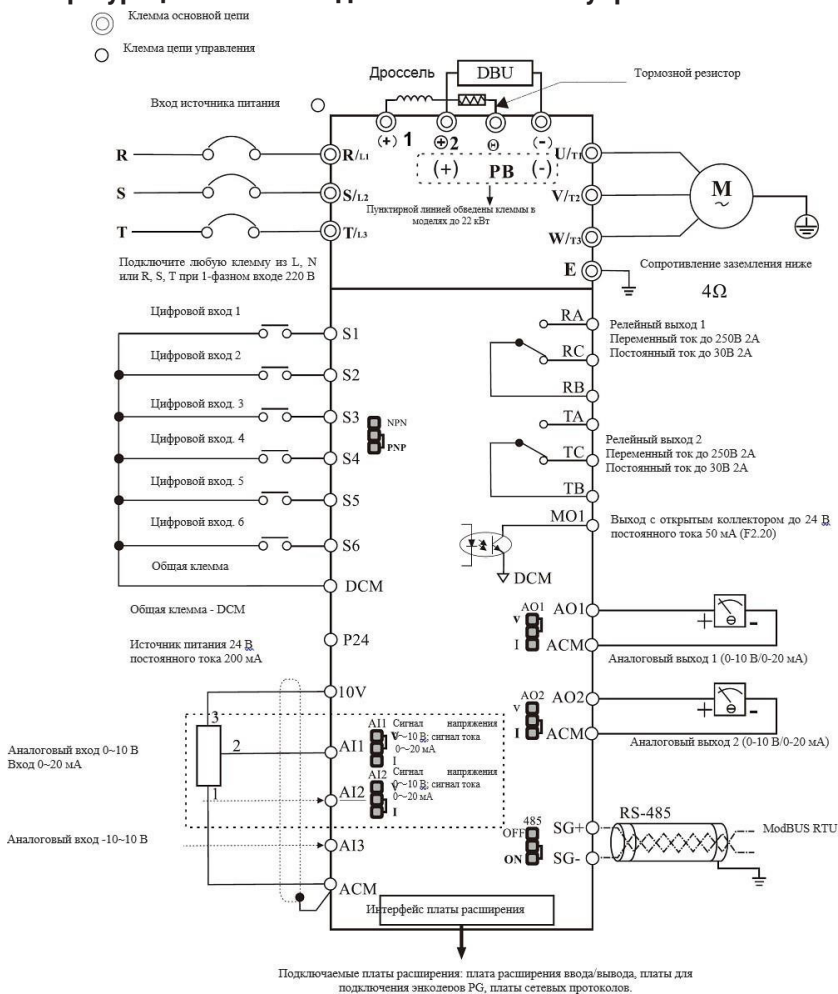 Клемма основной цепи
Клемма цепи управления
Дроссель
DBU
Тормозной резистор
Вход источника питания
(+) 1
⊕2
Θ
(-)
R
R/L1
(+) PB (-)
U/T1
S
S/L2
V/T2
M
~
Пунктирной линией обведены клеммы в
моделях до 22 кВт
T
T/L3
W/T3
Подключите любую клемму из L, N
или R, S, T при 1-фазном входе 220 В
E
Сопротивление заземления ниже
4Ω
Цифровой вход 1
S1
Цифровой вход 2
S2
Цифровой вход. 3
S3
Цифровой вход. 4
S4
Цифровой вход. 5
S5
Цифровой вход. 6
S6
Общая клемма
DCM
Общая клемма - DCM
NPN
PNP
RA
RC
RB
Релейный выход 1
Переменный ток до 250В 2А
Постоянный ток до 30В 2А
TA
TC
TB
Релейный выход 2
Переменный ток до 250В 2А
Постоянный ток до 30В 2А
MO1
Выход с открытым коллектором до 24 В
постоянного тока 50 мА (F2.20)
DCM
P24
Источник питания 24 В
постоянного тока 200 мА
AO1
V
I
AO1
ACM
+
-
Аналоговый выход 1 (0-10 В/0-20 мА)
10V
AO2
V
I
AO2
ACM
+
-
Аналоговый выход 2 (0-10 В/0-20 мА)
3
2
1
Аналоговый вход 0~10 В
Вход 0~20 мА
AI1
AI1
V
I
Сигнал напряжения
0~10 В; сигнал тока
0~20 мА
AI2
AI2
V
I
Сигнал напряжения
0~10 В; сигнал тока
0~20 мА
Аналоговый вход -10~10 В
AI3
ACM
485
OFF
ON
SG+
SG-
RS-485
ModBUS RTU
Интерфейс платы расширения
Подключаемые платы расширения: плата расширения ввода/вывода, платы для
подключения энкодеров PG, платы сетевых протоколов.